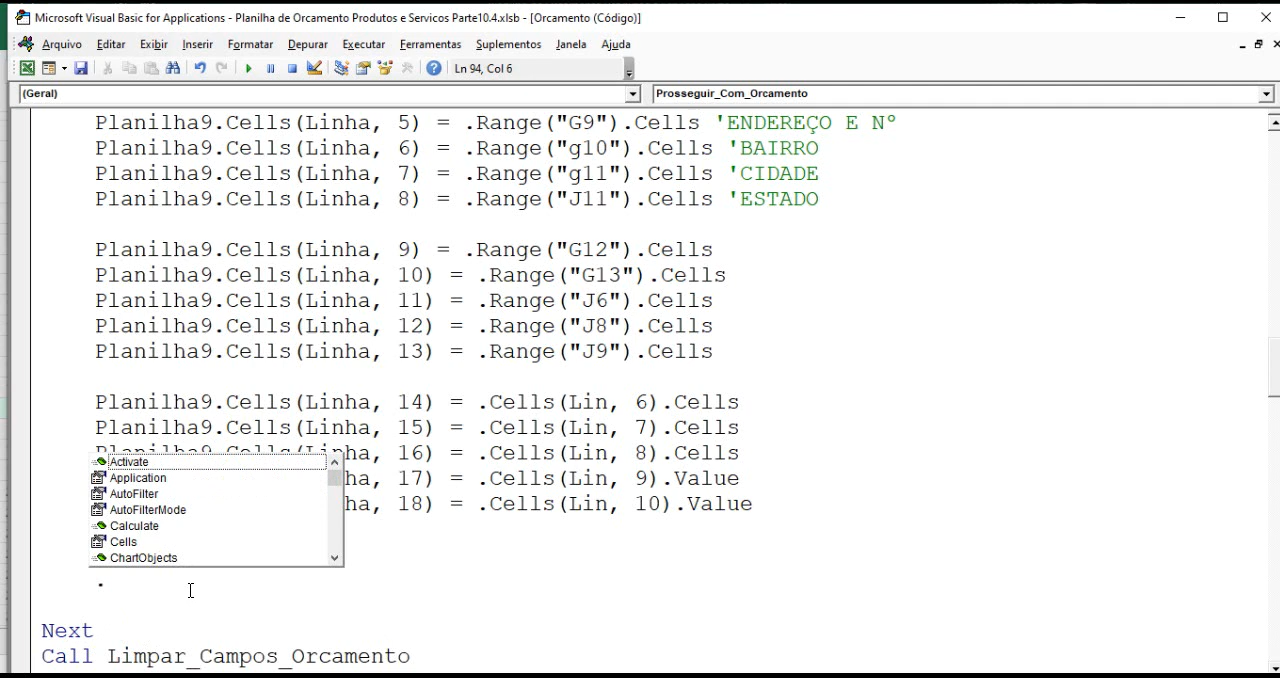 Microsoft Visual Basic for Applications - Planilha de Orcamento Produtos e Servicos Parte10.4.xlsb - [Orcamento (Código)]
Arquivo Editar Exibir Inserir Formatar Depurar Executar Ferramentas Suplementos Janela Ajuda
Ln 94, Col 6
(Geral) Prosseguir_Com_Orcamento
Planilha9.Cells(Linha, 5) = .Range("G9").Cells 'ENDEREÇO E Nº
Planilha9.Cells(Linha, 6) = .Range("g10").Cells 'BAIRRO
Planilha9.Cells(Linha, 7) = .Range("g11").Cells 'CIDADE
Planilha9.Cells(Linha, 8) = .Range("J11").Cells 'ESTADO
Planilha9.Cells(Linha, 9) = .Range("G12").Cells
Planilha9.Cells(Linha, 10) = .Range("G13").Cells
Planilha9.Cells(Linha, 11) = .Range("J6").Cells
Planilha9.Cells(Linha, 12) = .Range("J8").Cells
Planilha9.Cells(Linha, 13) = .Range("J9").Cells
Planilha9.Cells(Linha, 14) = .Cells(Lin, 6).Cells
Planilha9.Cells(Linha, 15) = .Cells(Lin, 7).Cells
Planilha9.Cells(Linha, 16) = .Cells(Lin, 8).Cells
ha, 17) = .Cells(Lin, 9).Value
ha, 18) = .Cells(Lin, 10).Value
Activate
Application
AutoFilter
AutoFilterMode
Calculate
Cells
ChartObjects
.
Next
Call Limpar_Campos_Orcamento